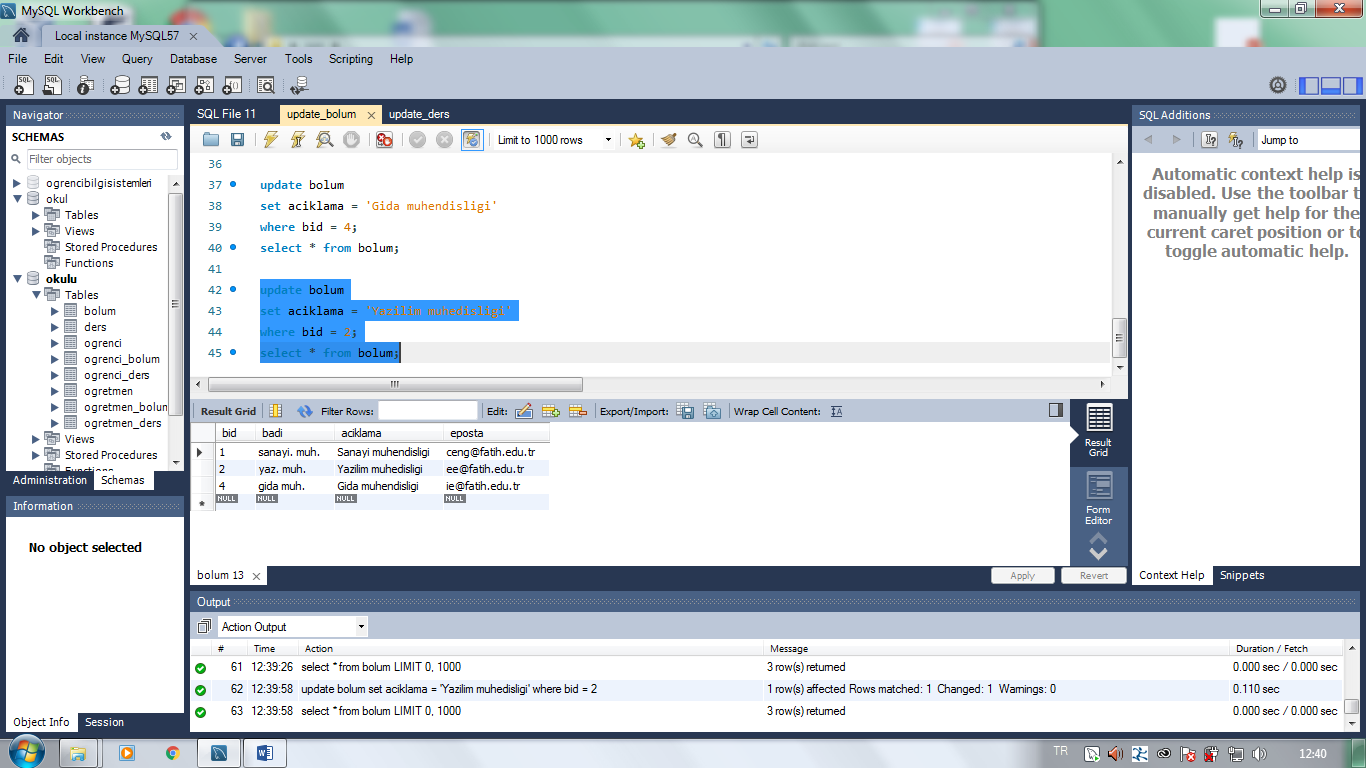 MySQL Workbench
Local instance MySQL57
File Edit View Query Database Server Tools Scripting Help
Navigator
SCHEMAS
Filter objects
ogrencibilgisistemleri
okul
Tables
Views
Stored Procedures
Functions
okulu
Tables
bolum
ders
ogrenci
ogrenci_bolum
ogrenci_ders
ogretmen
ogretmen_bolun
ogretmen_ders
Views
Stored Procedures
Administration Schemas
Information
No object selected
Object Info Session
SQL File 11 update_bolum update_ders
Limit to 1000 rows
36
37 update bolum
38 set aciklama = 'Gida muhendisligi'
39 where bid = 4;
40 select * from bolum;
41
42 update bolum
43 set aciklama = 'Yazilim muhedisligi'
44 where bid = 2;
45 select * from bolum;
Result Grid Filter Rows: Edit: Export/Import: Wrap Cell Content:
bid badi aciklama eposta
1 sanayi. muh. Sanayi muhendisligi ceng@fatih.edu.tr
2 yaz. muh. Yazilim muhedisligi ee@fatih.edu.tr
4 gida muh. Gida muhendisligi ie@fatih.edu.tr
NULL NULL NULL NULL
Result
Grid
Form
Editor
bolum 13 Apply Revert
SQL Additions
Jump to
Automatic context help is
disabled. Use the toolbar t
manually get help for the
current caret position or to
toggle automatic help.
Context Help Snippets
Output
Action Output
# Time Action Message Duration / Fetch
61 12:39:26 select * from bolum LIMIT 0, 1000 3 row(s) returned 0.000 sec / 0.000 sec
62 12:39:58 update bolum set aciklama = 'Yazilim muhedisligi' where bid = 2 1 row(s) affected Rows matched: 1 Changed: 1 Warnings: 0 0.110 sec
63 12:39:58 select * from bolum LIMIT 0, 1000 3 row(s) returned 0.000 sec / 0.000 sec
TR 12:40